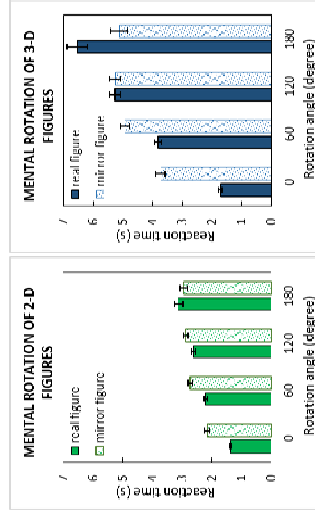 MENTAL ROTATION OF 2-D
FIGURES
real figure
mirror figure
Reaction time (s)
7
6
5
4
3
2
1
0
0
60
120
180
Rotation angle (degree)
MENTAL ROTATION OF 3-D
FIGURES
real figure
mirror figure
Reaction time (s)
7
6
5
4
3
2
1
0
0
60
120
180
Rotation angle (degree)